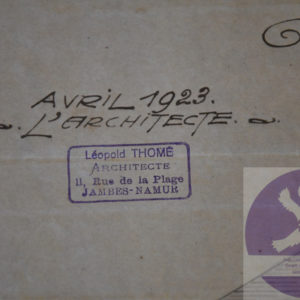 AVRIL 1923.
L'ARCHITECTE.
Léopold THOMÉ
ARCHITECTE
11, Rue de la Plage
JAMBES-NAMUR